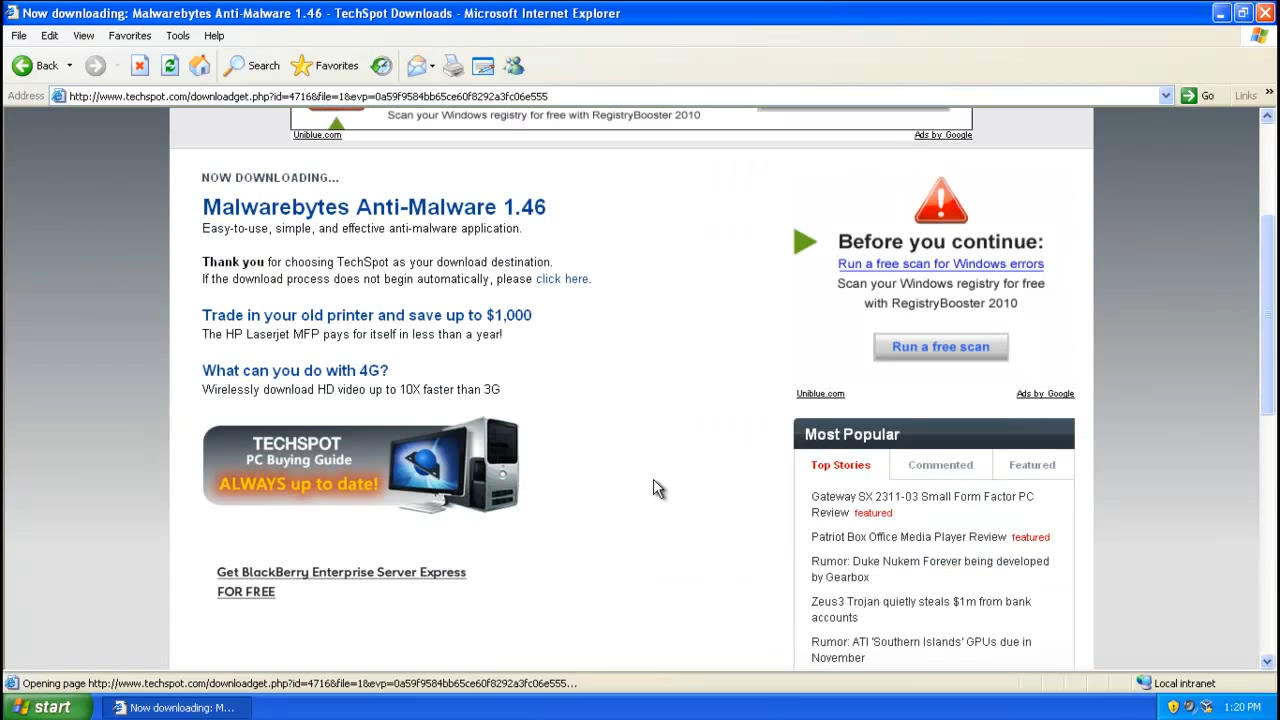 Now downloading: Malwarebytes Anti-Malware 1.46 - TechSpot Downloads - Microsoft Internet Explorer
File Edit View Favorites Tools Help
Back Search Favorites
Address http://www.techspot.com/downloadget.php?id=4716&file=1&evp=0a59f9584bb65ce60f8292a3fc06e555 Go Links »
Scan your Windows registry for free with RegistryBooster 2010
Uniblue.com Ads by Google
NOW DOWNLOADING...
Malwarebytes Anti-Malware 1.46
Easy-to-use, simple, and effective anti-malware application.
Thank you for choosing TechSpot as your download destination.
If the download process does not begin automatically, please click here.
Trade in your old printer and save up to $1,000
The HP Laserjet MFP pays for itself in less than a year!
What can you do with 4G?
Wirelessly download HD video up to 10X faster than 3G
TECHSPOT
PC Buying Guide
ALWAYS up to date!
Get BlackBerry Enterprise Server Express
FOR FREE
Before you continue:
Run a free scan for Windows errors
Scan your Windows registry for free
with RegistryBooster 2010
Run a free scan
Uniblue.com Ads by Google
Most Popular
Top Stories Commented Featured
Gateway SX 2311-03 Small Form Factor PC
Review featured
Patriot Box Office Media Player Review featured
Rumor: Duke Nukem Forever being developed
by Gearbox
Zeus3 Trojan quietly steals $1m from bank
accounts
Rumor: ATI 'Southern Islands' GPUs due in
November
Opening page http://www.techspot.com/downloadget.php?id=4716&file=1&evp=0a59f9584bb65ce60f8292a3fc06e555... Local intranet
start Now downloading: M... 1:20 PM